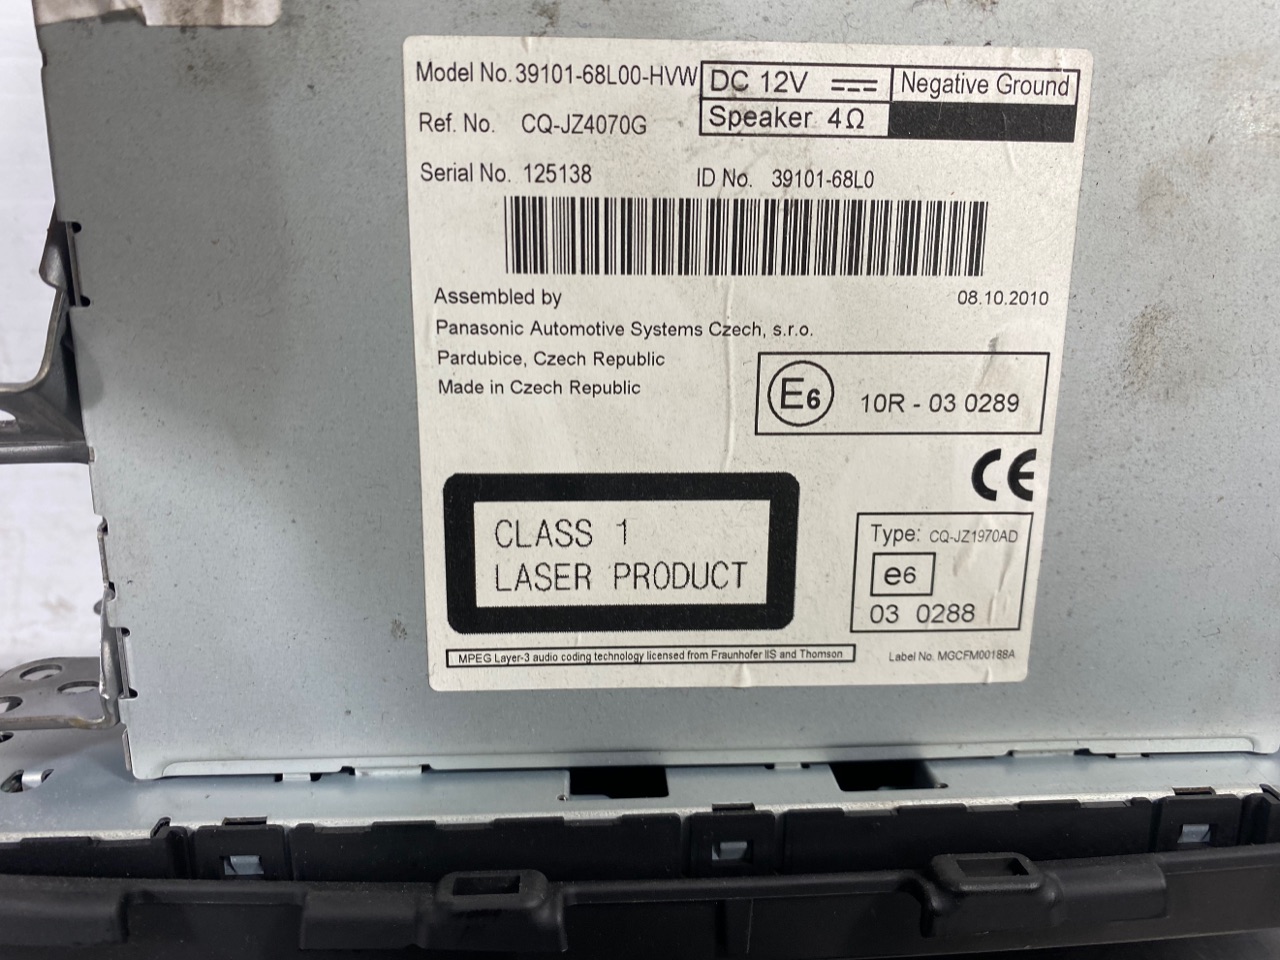 Model No. 39101-68L00-HVW
DC 12V
Negative Ground
Speaker 4Ω
Ref. No. CQ-JZ4070G
Serial No. 125138
ID No. 39101-68L0
Assembled by
08.10.2010
Panasonic Automotive Systems Czech, s.r.o.
Pardubice, Czech Republic
Made in Czech Republic
E6 10R - 03 0289
CE
CLASS 1
LASER PRODUCT
Type: CQ-JZ1970AD
e6
03 0288
MPEG Layer-3 audio coding technology licensed from Fraunhofer IIS and Thomson
Label No. MGCFM00188A